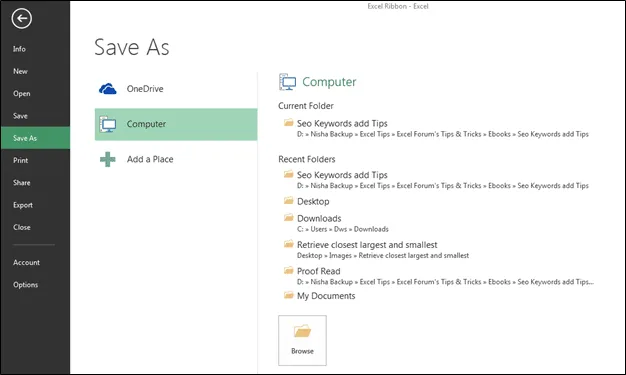 Excel Ribbon - Excel
Info
New
Open
Save
Save As
Print
Share
Export
Close
Account
Options
Save As
OneDrive
Computer
Add a Place
Computer
Current Folder
Seo Keywords add Tips
D: » Nisha Backup » Excel Tips » Excel Forum's Tips & Tricks » Ebooks » Seo Keywords add Tips
Recent Folders
Seo Keywords add Tips
D: » Nisha Backup » Excel Tips » Excel Forum's Tips & Tricks » Ebooks » Seo Keywords add Tips
Desktop
Downloads
C: » Users » Dws » Downloads
Retrieve closest largest and smallest
Desktop » Images » Retrieve closest largest and smallest
Proof Read
D: » Nisha Backup » Excel Tips » Excel Forum's Tips & Tricks » Ebooks » Seo Keywords add Tips...
My Documents
Browse